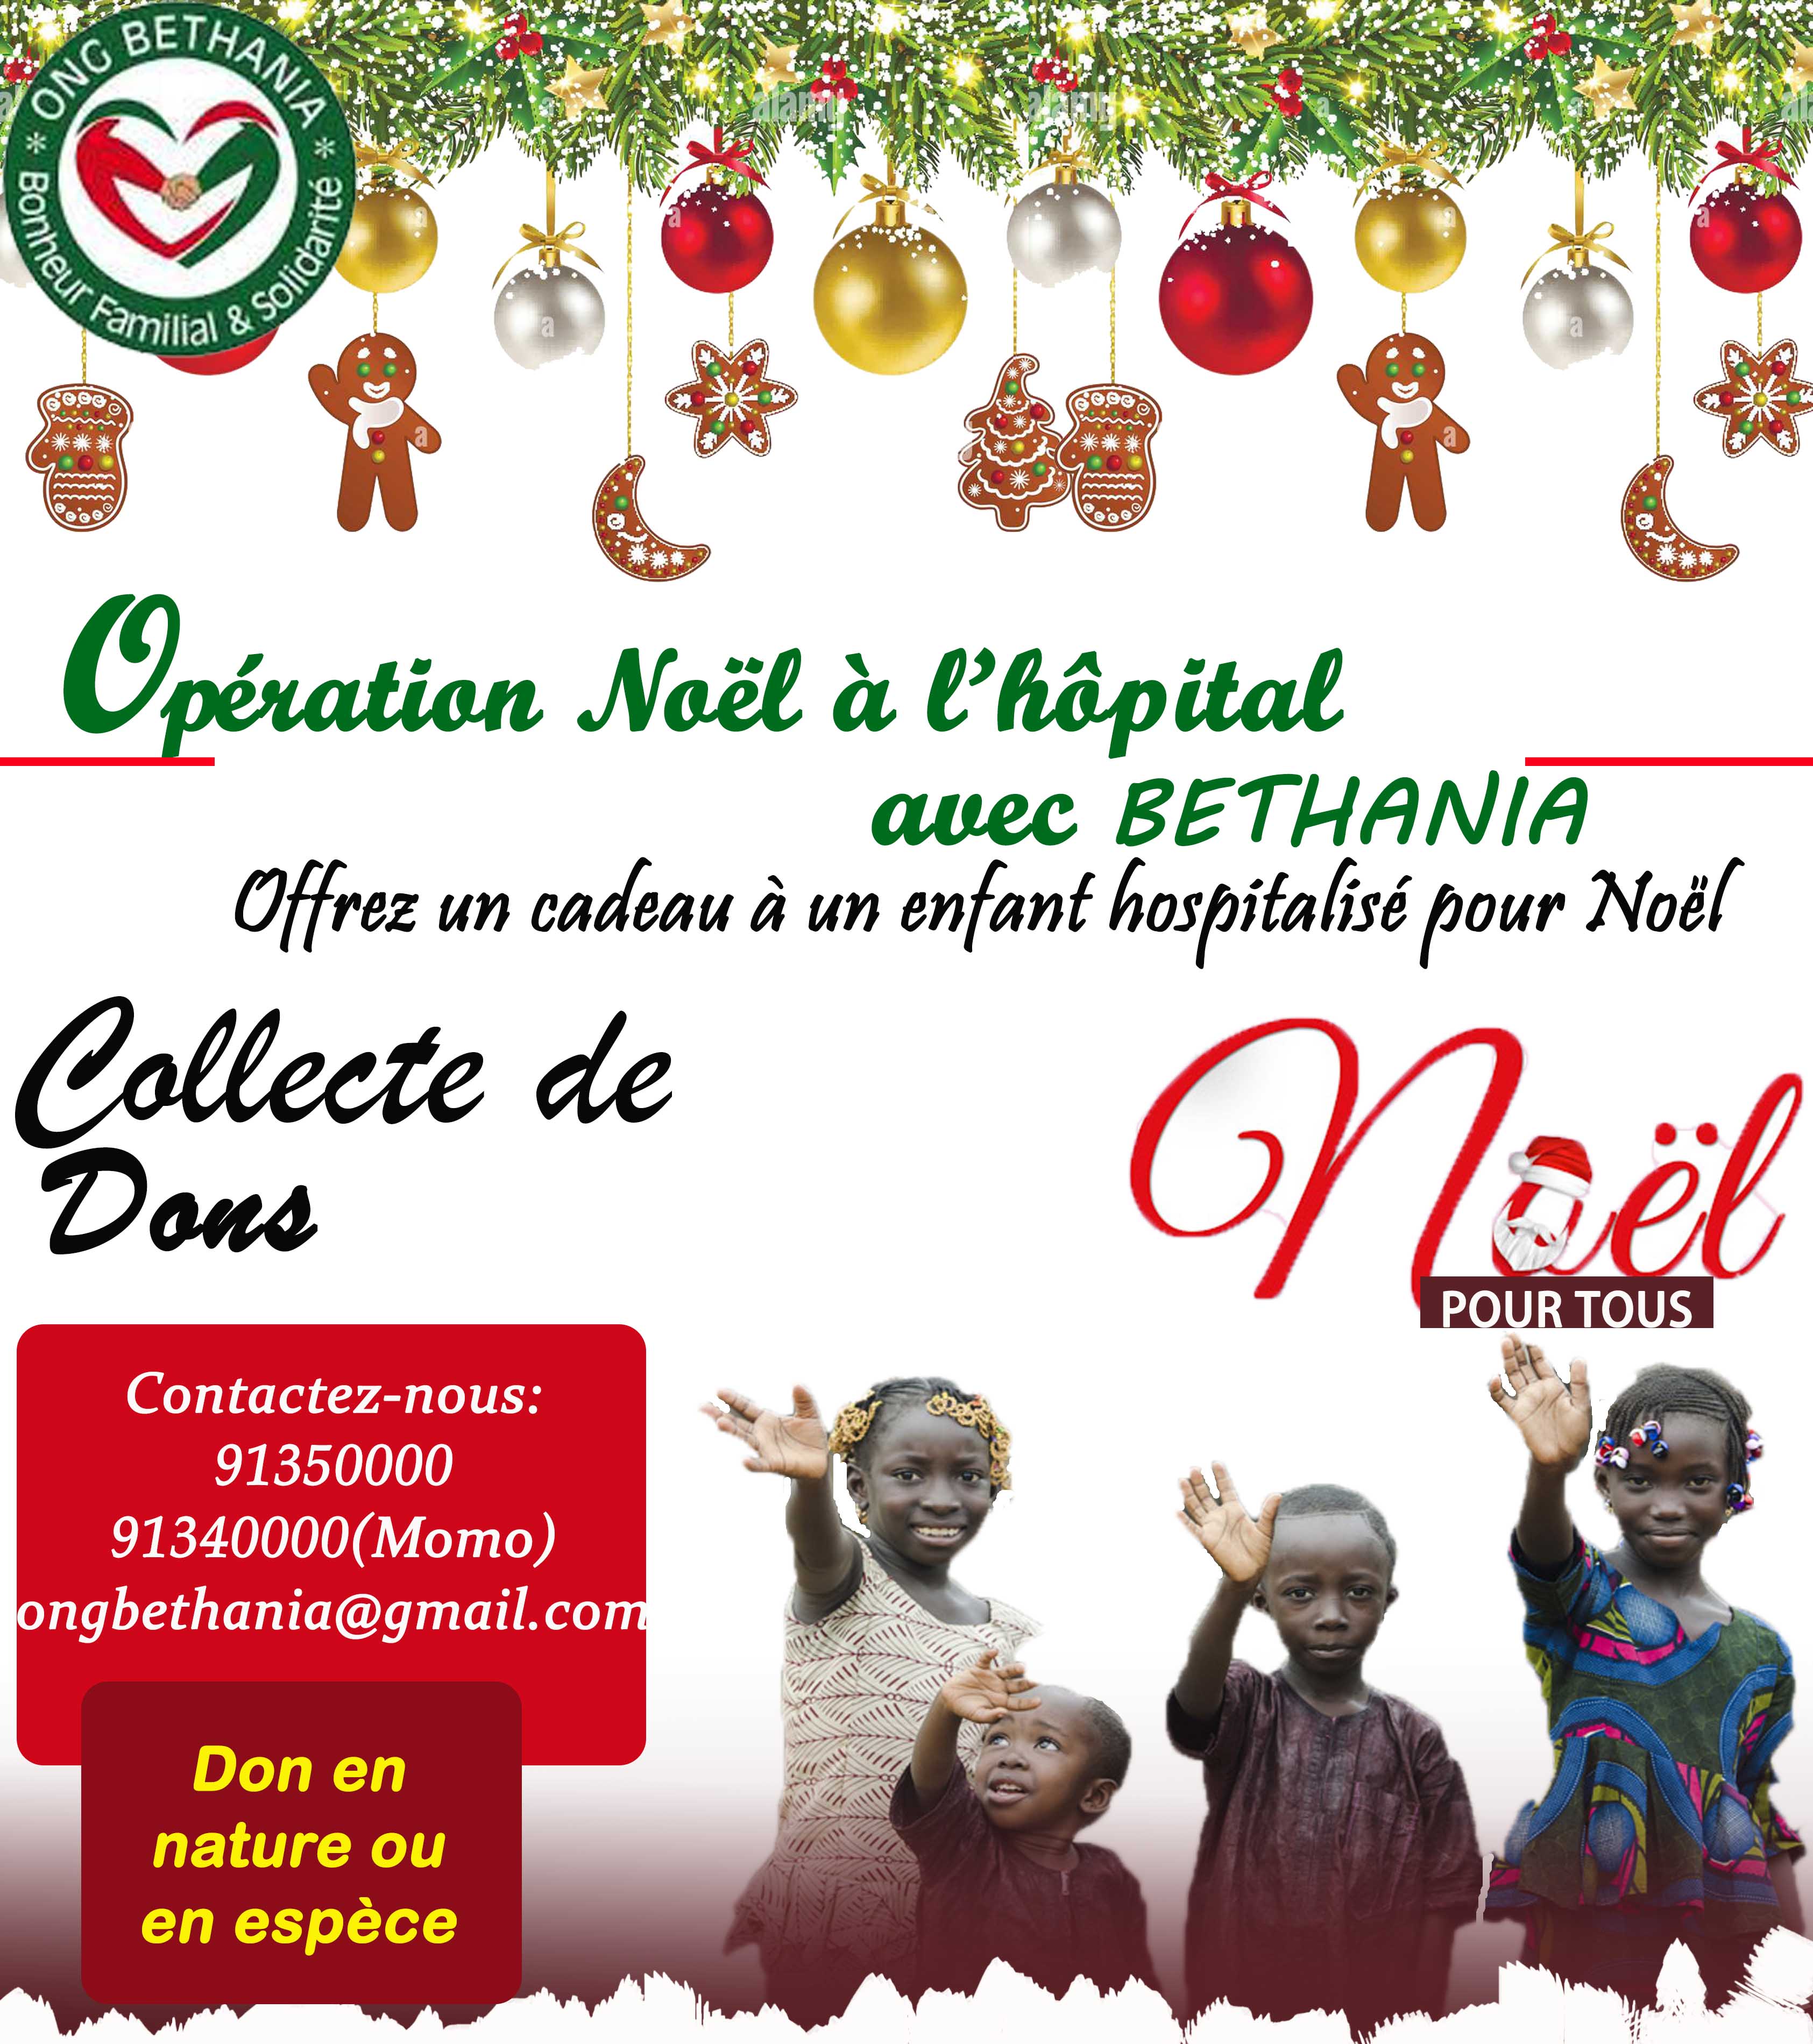 * ONG BETHANIA *
Bonheur Familial & Solidarité
alamy alamy
Opération Noël à l'hôpital
avec BETHANIA
Offrez un cadeau à un enfant hospitalisé pour Noël
Collecte de
Dons
Noël
POUR TOUS
Contactez-nous:
91350000
91340000(Momo)
ongbethania@gmail.com
Don en
nature ou
en espèce